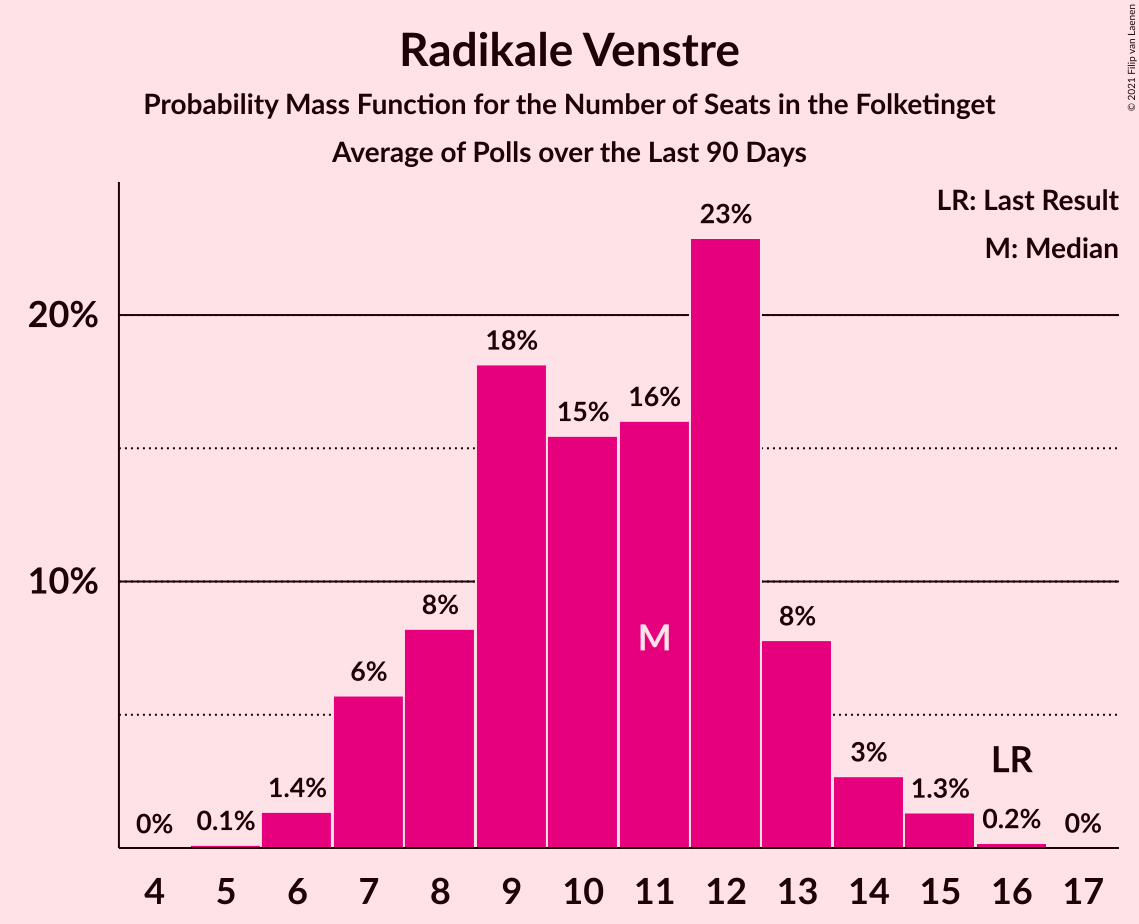 Radikale Venstre
Probability Mass Function for the Number of Seats in the Folketinget
Average of Polls over the Last 90 Days
© 2021 Filip van Laenen
LR: Last Result
M: Median
20%
10%
0%
0.1%
1.4%
6%
8%
18%
15%
16%
23%
8%
3%
1.3%
0.2%
0%
M
LR
4 5 6 7 8 9 10 11 12 13 14 15 16 17